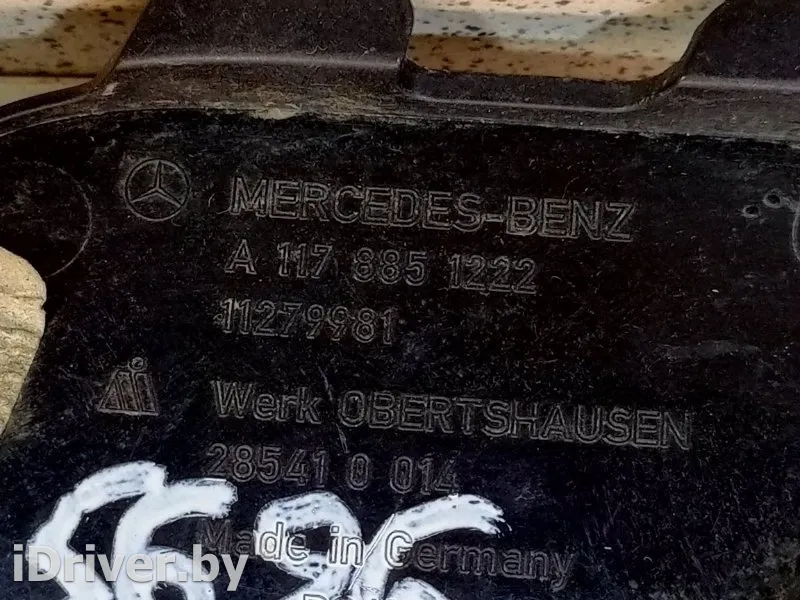 MERCEDES-BENZ
A 117 885 1222
11279981
Werk OBERTSHAUSEN
28541 0 014
Made in Germany
iDriver.by